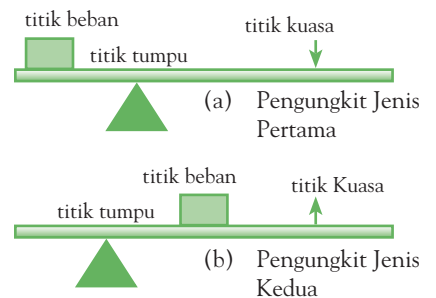 titik beban
titik kuasa
titik tumpu
(a) Pengungkit Jenis
Pertama
titik beban
titik Kuasa
titik tumpu
(b) Pengungkit Jenis
Kedua